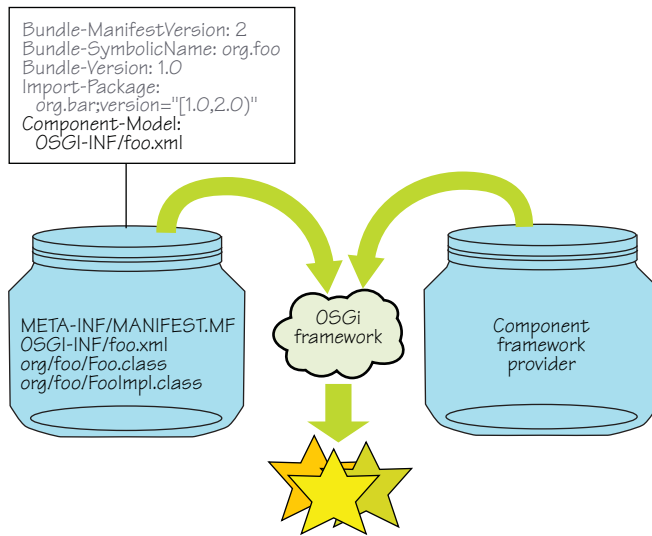 Bundle-ManifestVersion: 2
Bundle-SymbolicName: org.foo
Bundle-Version: 1.0
Import-Package:
org.bar;version="[1.0,2.0)"
Component-Model:
OSGI-INF/foo.xml
META-INF/MANIFEST.MF
OSGI-INF/foo.xml
org/foo/Foo.class
org/foo/FooImpl.class
OSGi
framework
Component
framework
provider